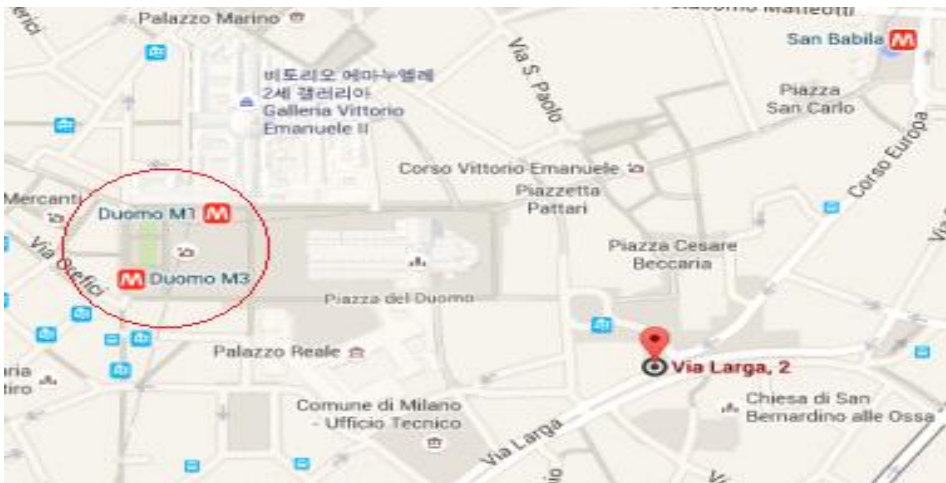 Giacomo Matteotti
Palazzo Marino
San Babila
Via S. Paolo
비토리오 에마누엘레
2세 갤러리아
Galleria Vittorio
Emanuele II
Piazza
San Carlo
Corso Europa
Corso Vittorio Emanuele
Mercanti
Piazzetta
Pattari
Duomo M1
Via Orefici
Piazza Cesare
Beccaria
Duomo M3
Piazza del Duomo
Palazzo Reale
Via Larga, 2
Comune di Milano
- Ufficio Tecnico
Chiesa di San
Bernardino alle Ossa
Via Larga